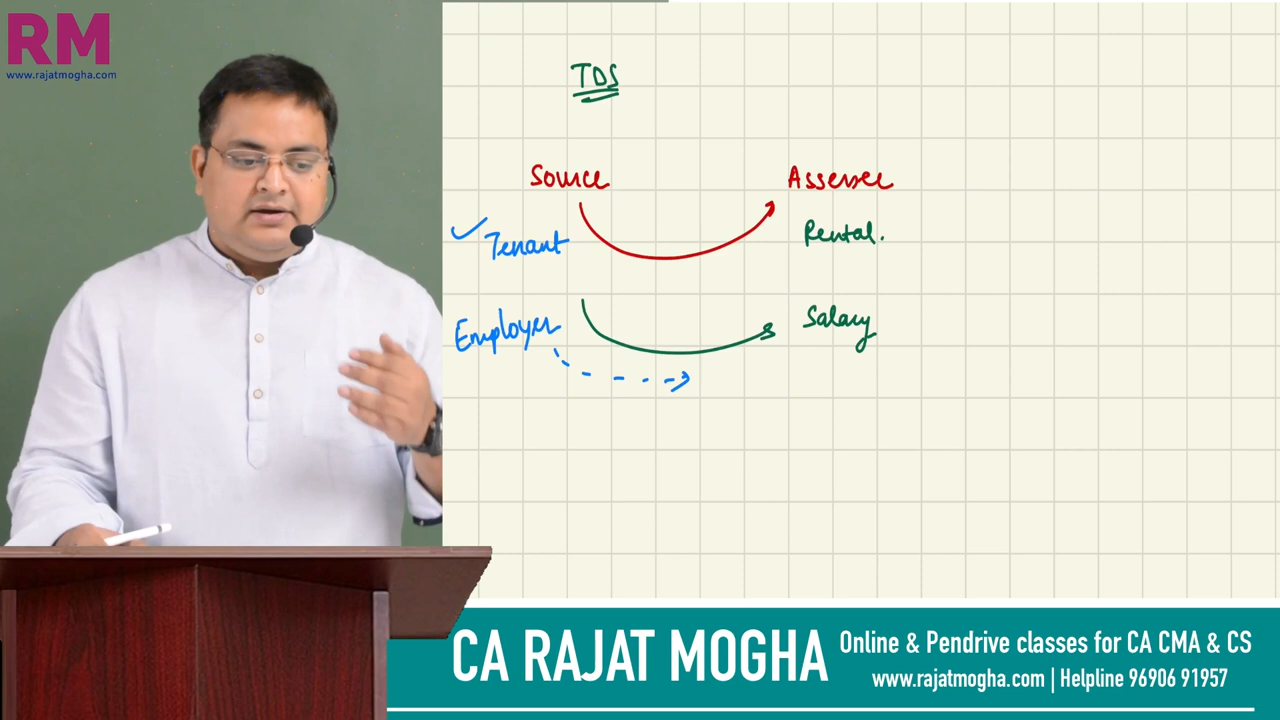 RM
www.rajatmogha.com
TDS
Source Assessee
Tenant Rental.
Employer Salary
CA RAJAT MOGHA
Online & Pendrive classes for CA CMA & CS
www.rajatmogha.com | Helpline 96906 91957